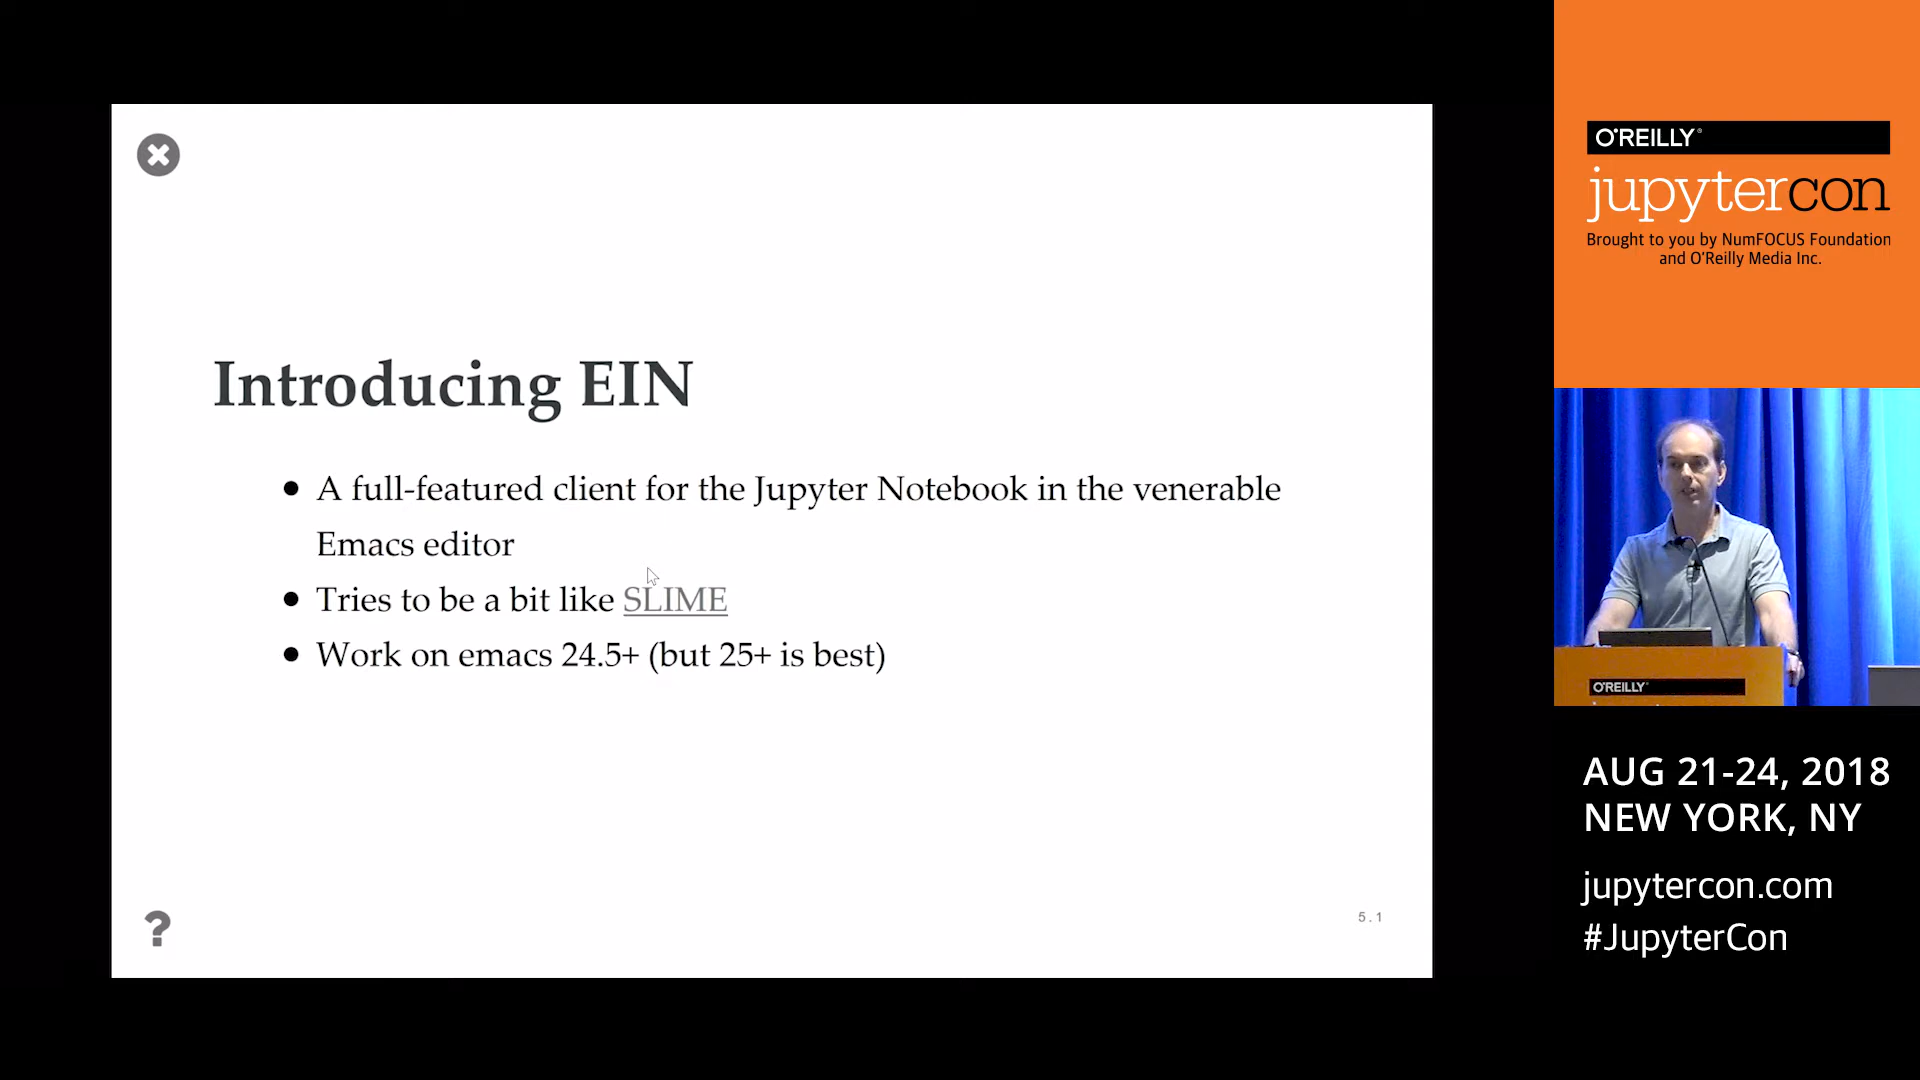 Introducing EIN
• A full-featured client for the Jupyter Notebook in the venerable
Emacs editor
• Tries to be a bit like SLIME
• Work on emacs 24.5+ (but 25+ is best)
?
5.1
O'REILLY®
jupytercon
Brought to you by NumFOCUS Foundation
and O'Reilly Media Inc.
O'REILLY®
AUG 21-24, 2018
NEW YORK, NY
jupytercon.com
#JupyterCon